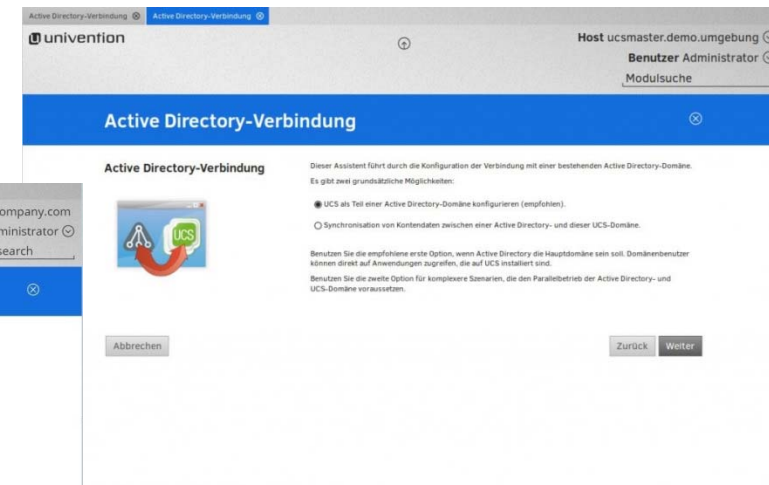 Active Directory-Verbindung
Active Directory-Verbindung
univention
Host ucsmaster.demo.umgebung
Benutzer Administrator
Modulsuche
Active Directory-Verbindung
Active Directory-Verbindung
UCS
Dieser Assistent führt durch die Konfiguration der Verbindung mit einer bestehenden Active Directory-Domäne.
Es gibt zwei grundsätzliche Möglichkeiten:
UCS als Teil einer Active Directory-Domäne konfigurieren (empfohlen).
Synchronisation von Kontendaten zwischen einer Active Directory- und dieser UCS-Domäne.
Benutzen Sie die empfohlene erste Option, wenn Active Directory die Hauptdomäne sein soll. Domänenbenutzer
können direkt auf Anwendungen zugreifen, die auf UCS installiert sind.
Benutzen Sie die zweite Option für komplexere Szenarien, die den Parallelbetrieb der Active Directory- und
UCS-Domäne voraussetzen.
Abbrechen
Zurück
Weiter
ompany.com
ministrator
search